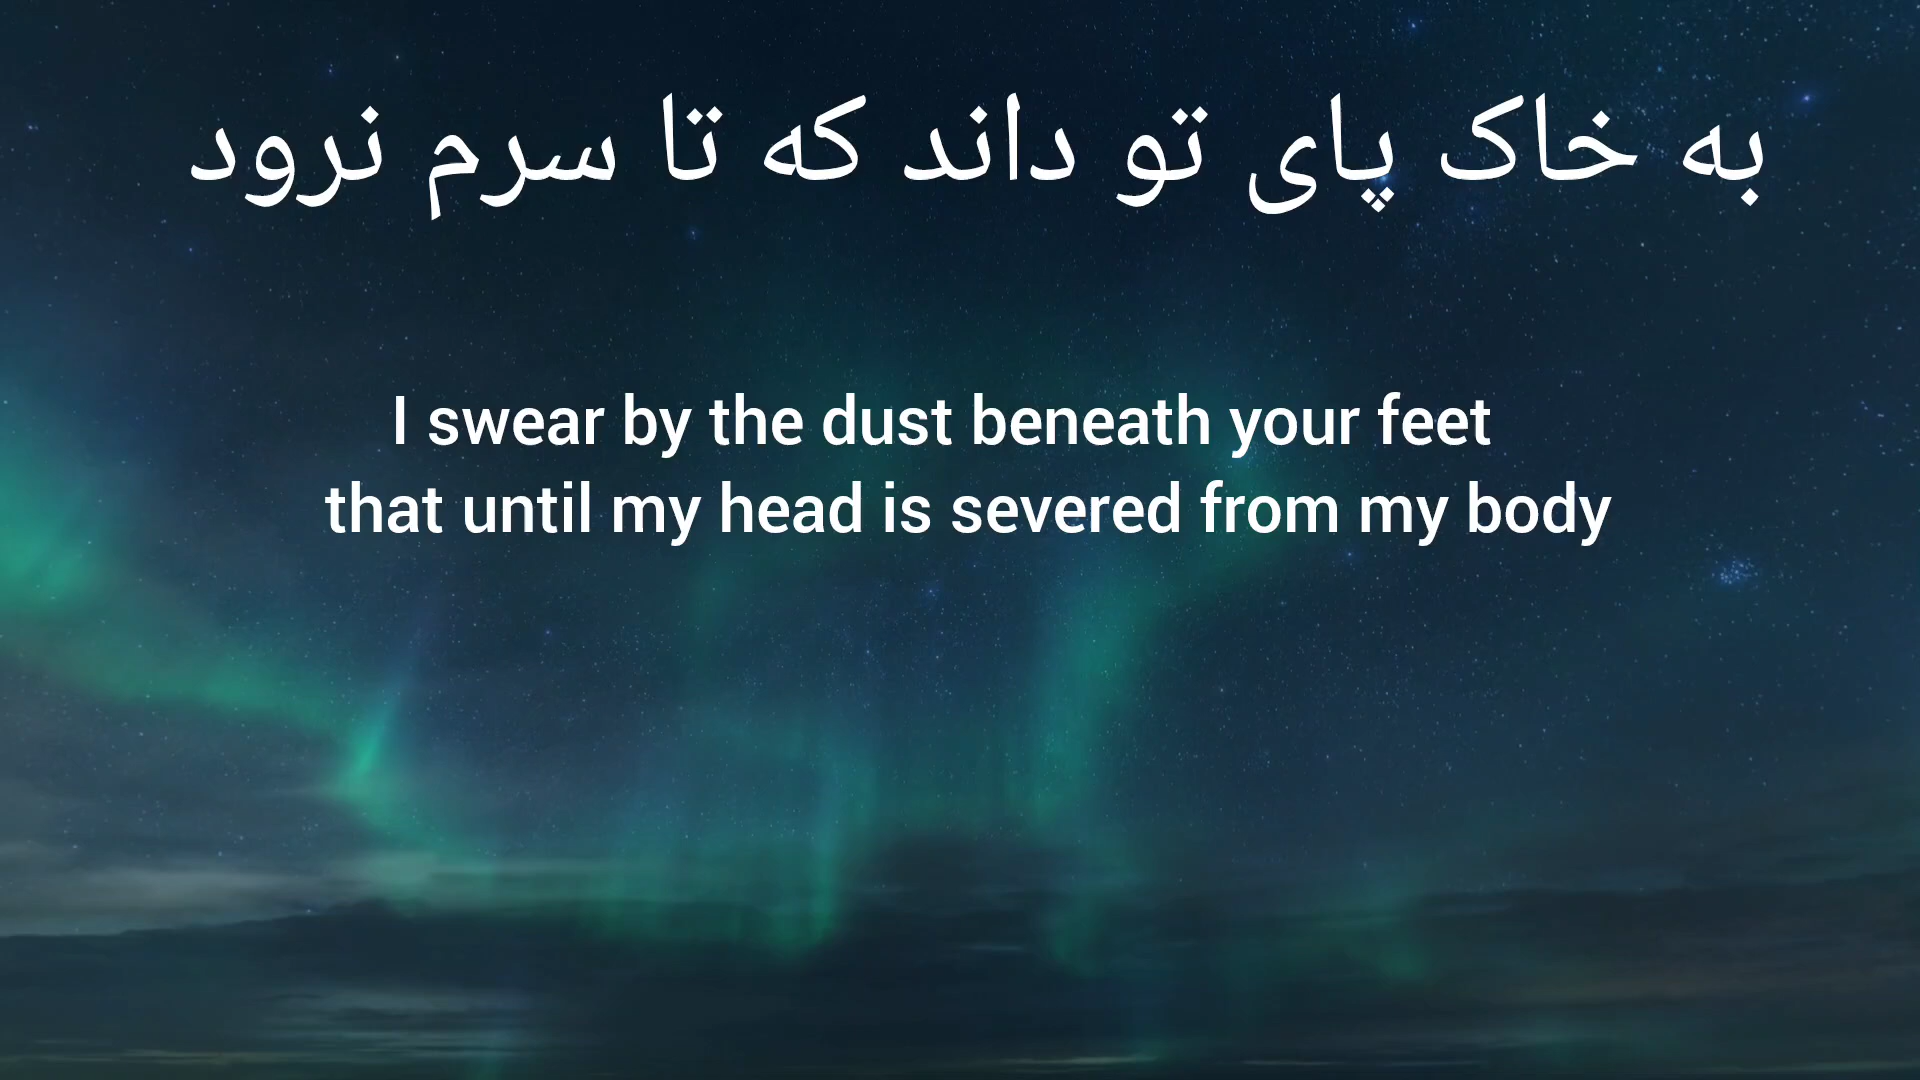 به خاک پای تو داند که تا سرم نرود
I swear by the dust beneath your feet
that until my head is severed from my body